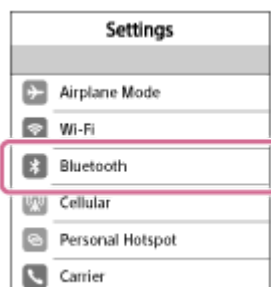 Settings
Airplane Mode
Wi-Fi
Bluetooth
Cellular
Personal Hotspot
Carrier